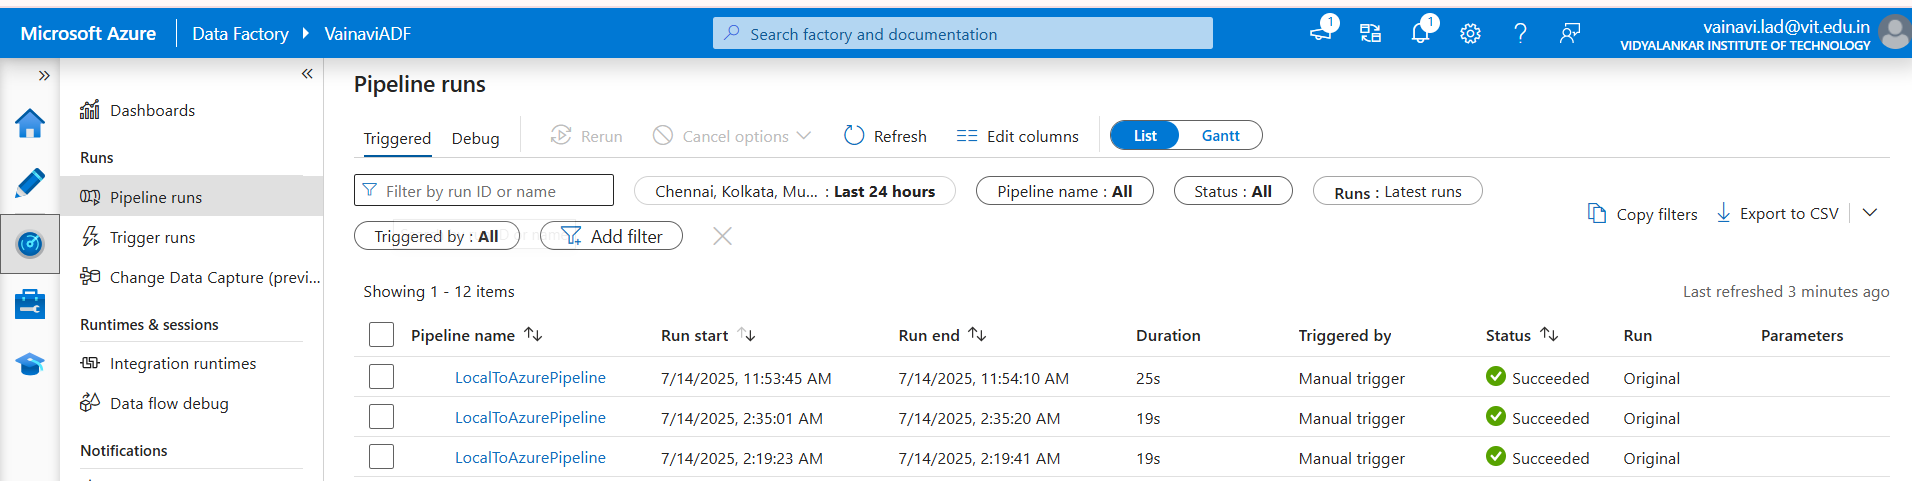 Microsoft Azure | Data Factory VainaviADF
Search factory and documentation
1
1
vainavi.lad@vit.edu.in
VIDYALANKAR INSTITUTE OF TECHNOLOGY
Dashboards
Runs
Pipeline runs
Trigger runs
Change Data Capture (previ...
Runtimes & sessions
Integration runtimes
Data flow debug
Notifications
Pipeline runs
Triggered Debug Rerun Cancel options Refresh Edit columns List Gantt
Filter by run ID or name Chennai, Kolkata, Mu... : Last 24 hours Pipeline name : All Status : All Runs : Latest runs
Triggered by : All Add filter
Copy filters Export to CSV
Showing 1 - 12 items Last refreshed 3 minutes ago
Pipeline name Run start Run end Duration Triggered by Status Run Parameters
LocalToAzurePipeline 7/14/2025, 11:53:45 AM 7/14/2025, 11:54:10 AM 25s Manual trigger Succeeded Original
LocalToAzurePipeline 7/14/2025, 2:35:01 AM 7/14/2025, 2:35:20 AM 19s Manual trigger Succeeded Original
LocalToAzurePipeline 7/14/2025, 2:19:23 AM 7/14/2025, 2:19:41 AM 19s Manual trigger Succeeded Original